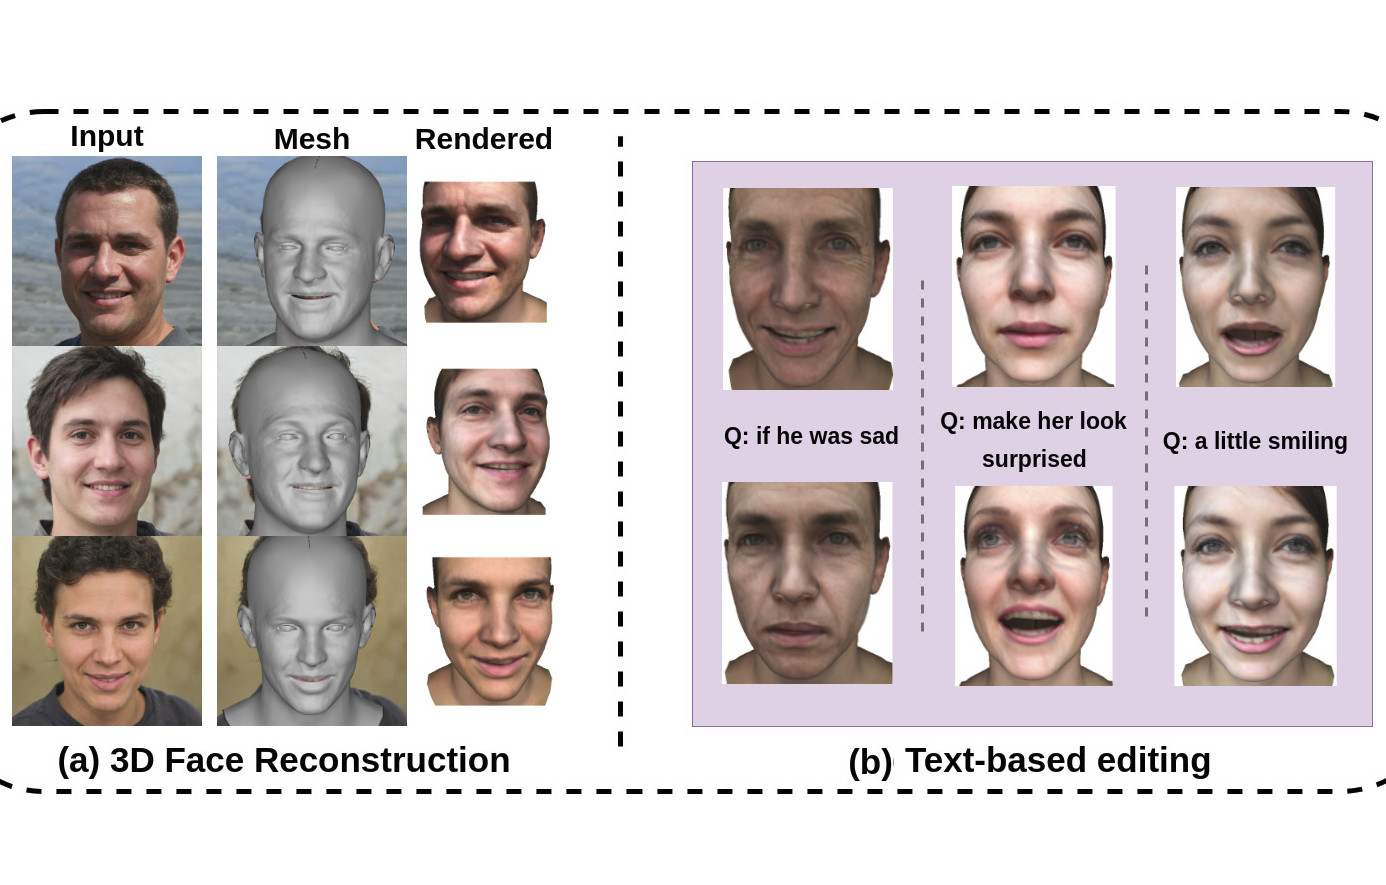 Input
Mesh
Rendered
(a) 3D Face Reconstruction
Q: if he was sad
Q: make her look
surprised
Q: a little smiling
(b) Text-based editing